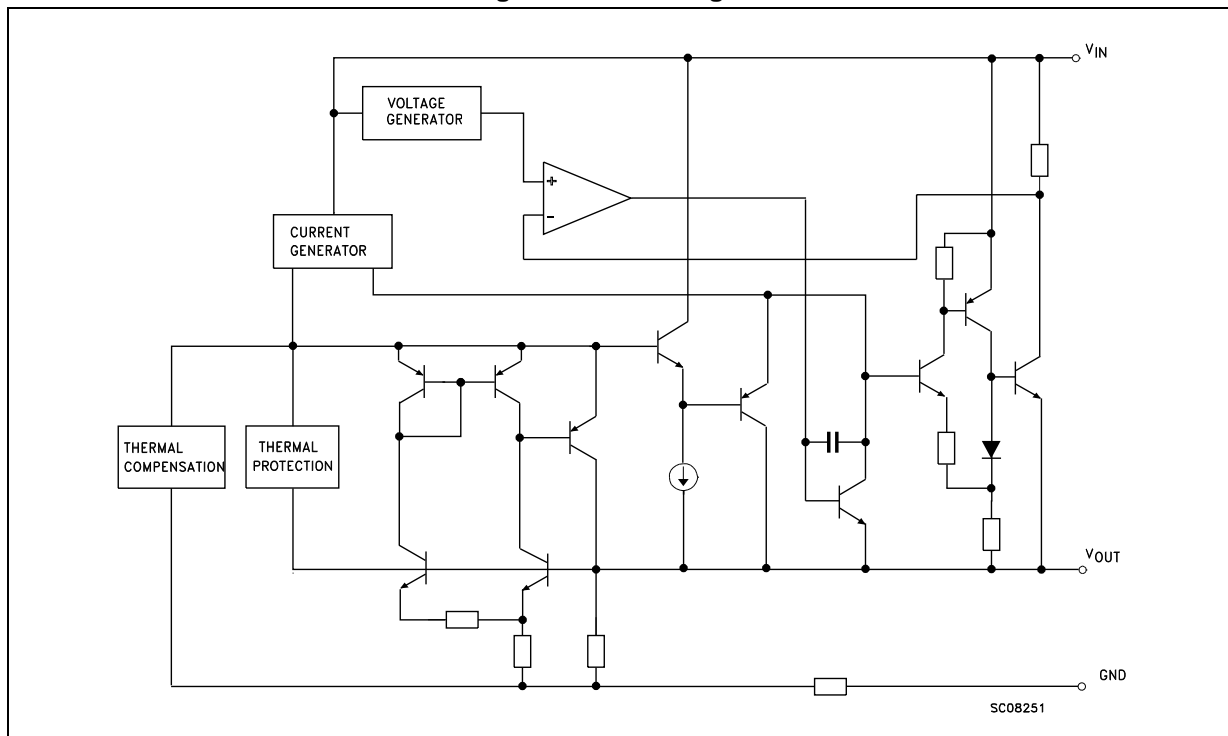 VIN
VOLTAGE
GENERATOR
+
-
CURRENT
GENERATOR
THERMAL
COMPENSATION
THERMAL
PROTECTION
VOUT
GND
SC08251